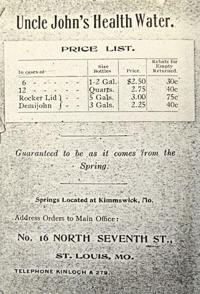 Uncle John's Health Water.
PRICE LIST.
In cases of Size Bottles Price. Rebate for Empty Returned.
6 - - - - 1-2 Gal. $2.50 30c
12 - - - - Quarts. 2.75 40c
Rocker Lid } - - - 5 Gals. 3.00 75c
Demijohn } - - - 3 Gals. 2.25 40c
Guaranteed to be as it comes from the
Spring.
Springs Located at Kimmswick, Mo.
Address Orders to Main Office:
No. 16 NORTH SEVENTH ST.,
ST. LOUIS, MO.
TELEPHONE KINLOCH A 279.